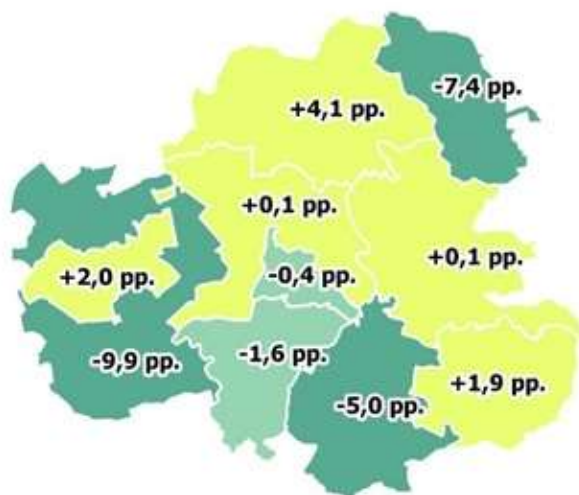 -7,4 pp.
+4,1 pp.
+0,1 pp.
+0,1 pp.
-0,4 pp.
+2,0 pp.
-9,9 pp.
-1,6 pp.
+1,9 pp.
-5,0 pp.